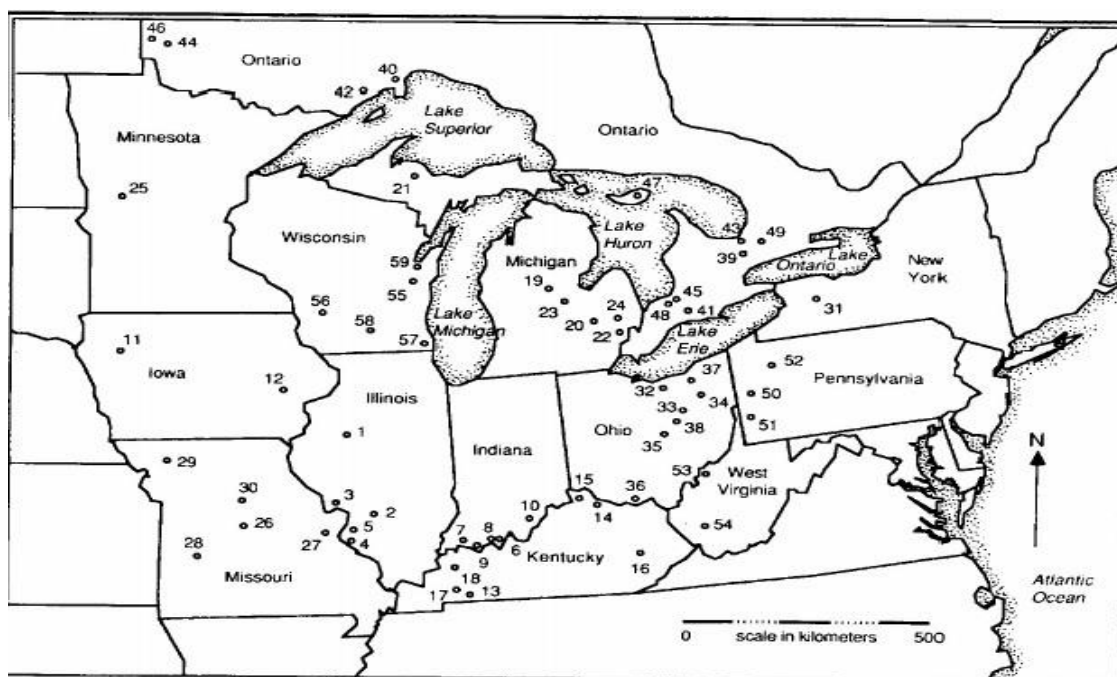 46
44
Ontario
40
42
Lake
Superior
Ontario
Minnesota
21
47
25
43
49
Lake
Huron
Wisconsin
39
59
Michigan
Ontario
Lake
New
York
19
55
45
56
23
24
48
41
31
58
20
Lake
Michigan
22
57
Lake
Erie
11
37
52
Iowa
32
Pennsylvania
12
Illinois
34
50
33
1
Ohio
38
51
35
Indiana
N
29
53
West
Virginia
15
36
30
3
10
14
2
26
5
7
8
54
27
4
6
28
9
Kentucky
16
Missouri
18
Atlantic
Ocean
17
13
0
scale in kilometers
500